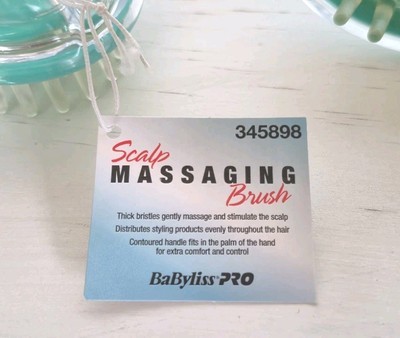 345898
Scalp
MASSAGING
Brush
Thick bristles gently massage and stimulate the scalp
Distributes styling products evenly throughout the hair
Contoured handle fits in the palm of the hand
for extra comfort and control
BaByliss®PRO